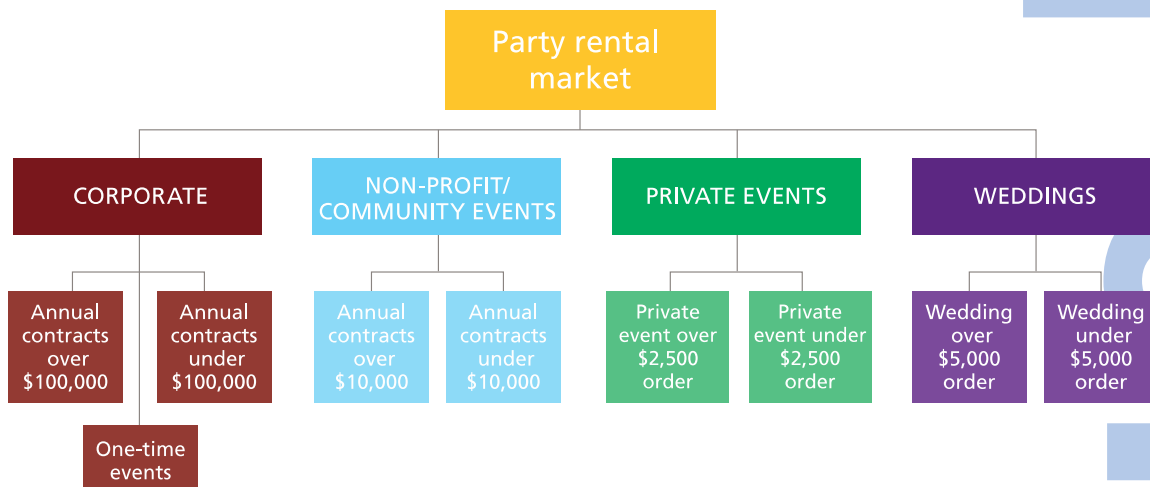 Party rental
market
CORPORATE
NON-PROFIT/
COMMUNITY EVENTS
PRIVATE EVENTS
WEDDINGS
Annual
contracts
over
$100,000
Annual
contracts
under
$100,000
One-time
events
Annual
contracts
over
$10,000
Annual
contracts
under
$10,000
Private
event over
$2,500
order
Private
event under
$2,500
order
Wedding
over
$5,000
order
Wedding
under
$5,000
order